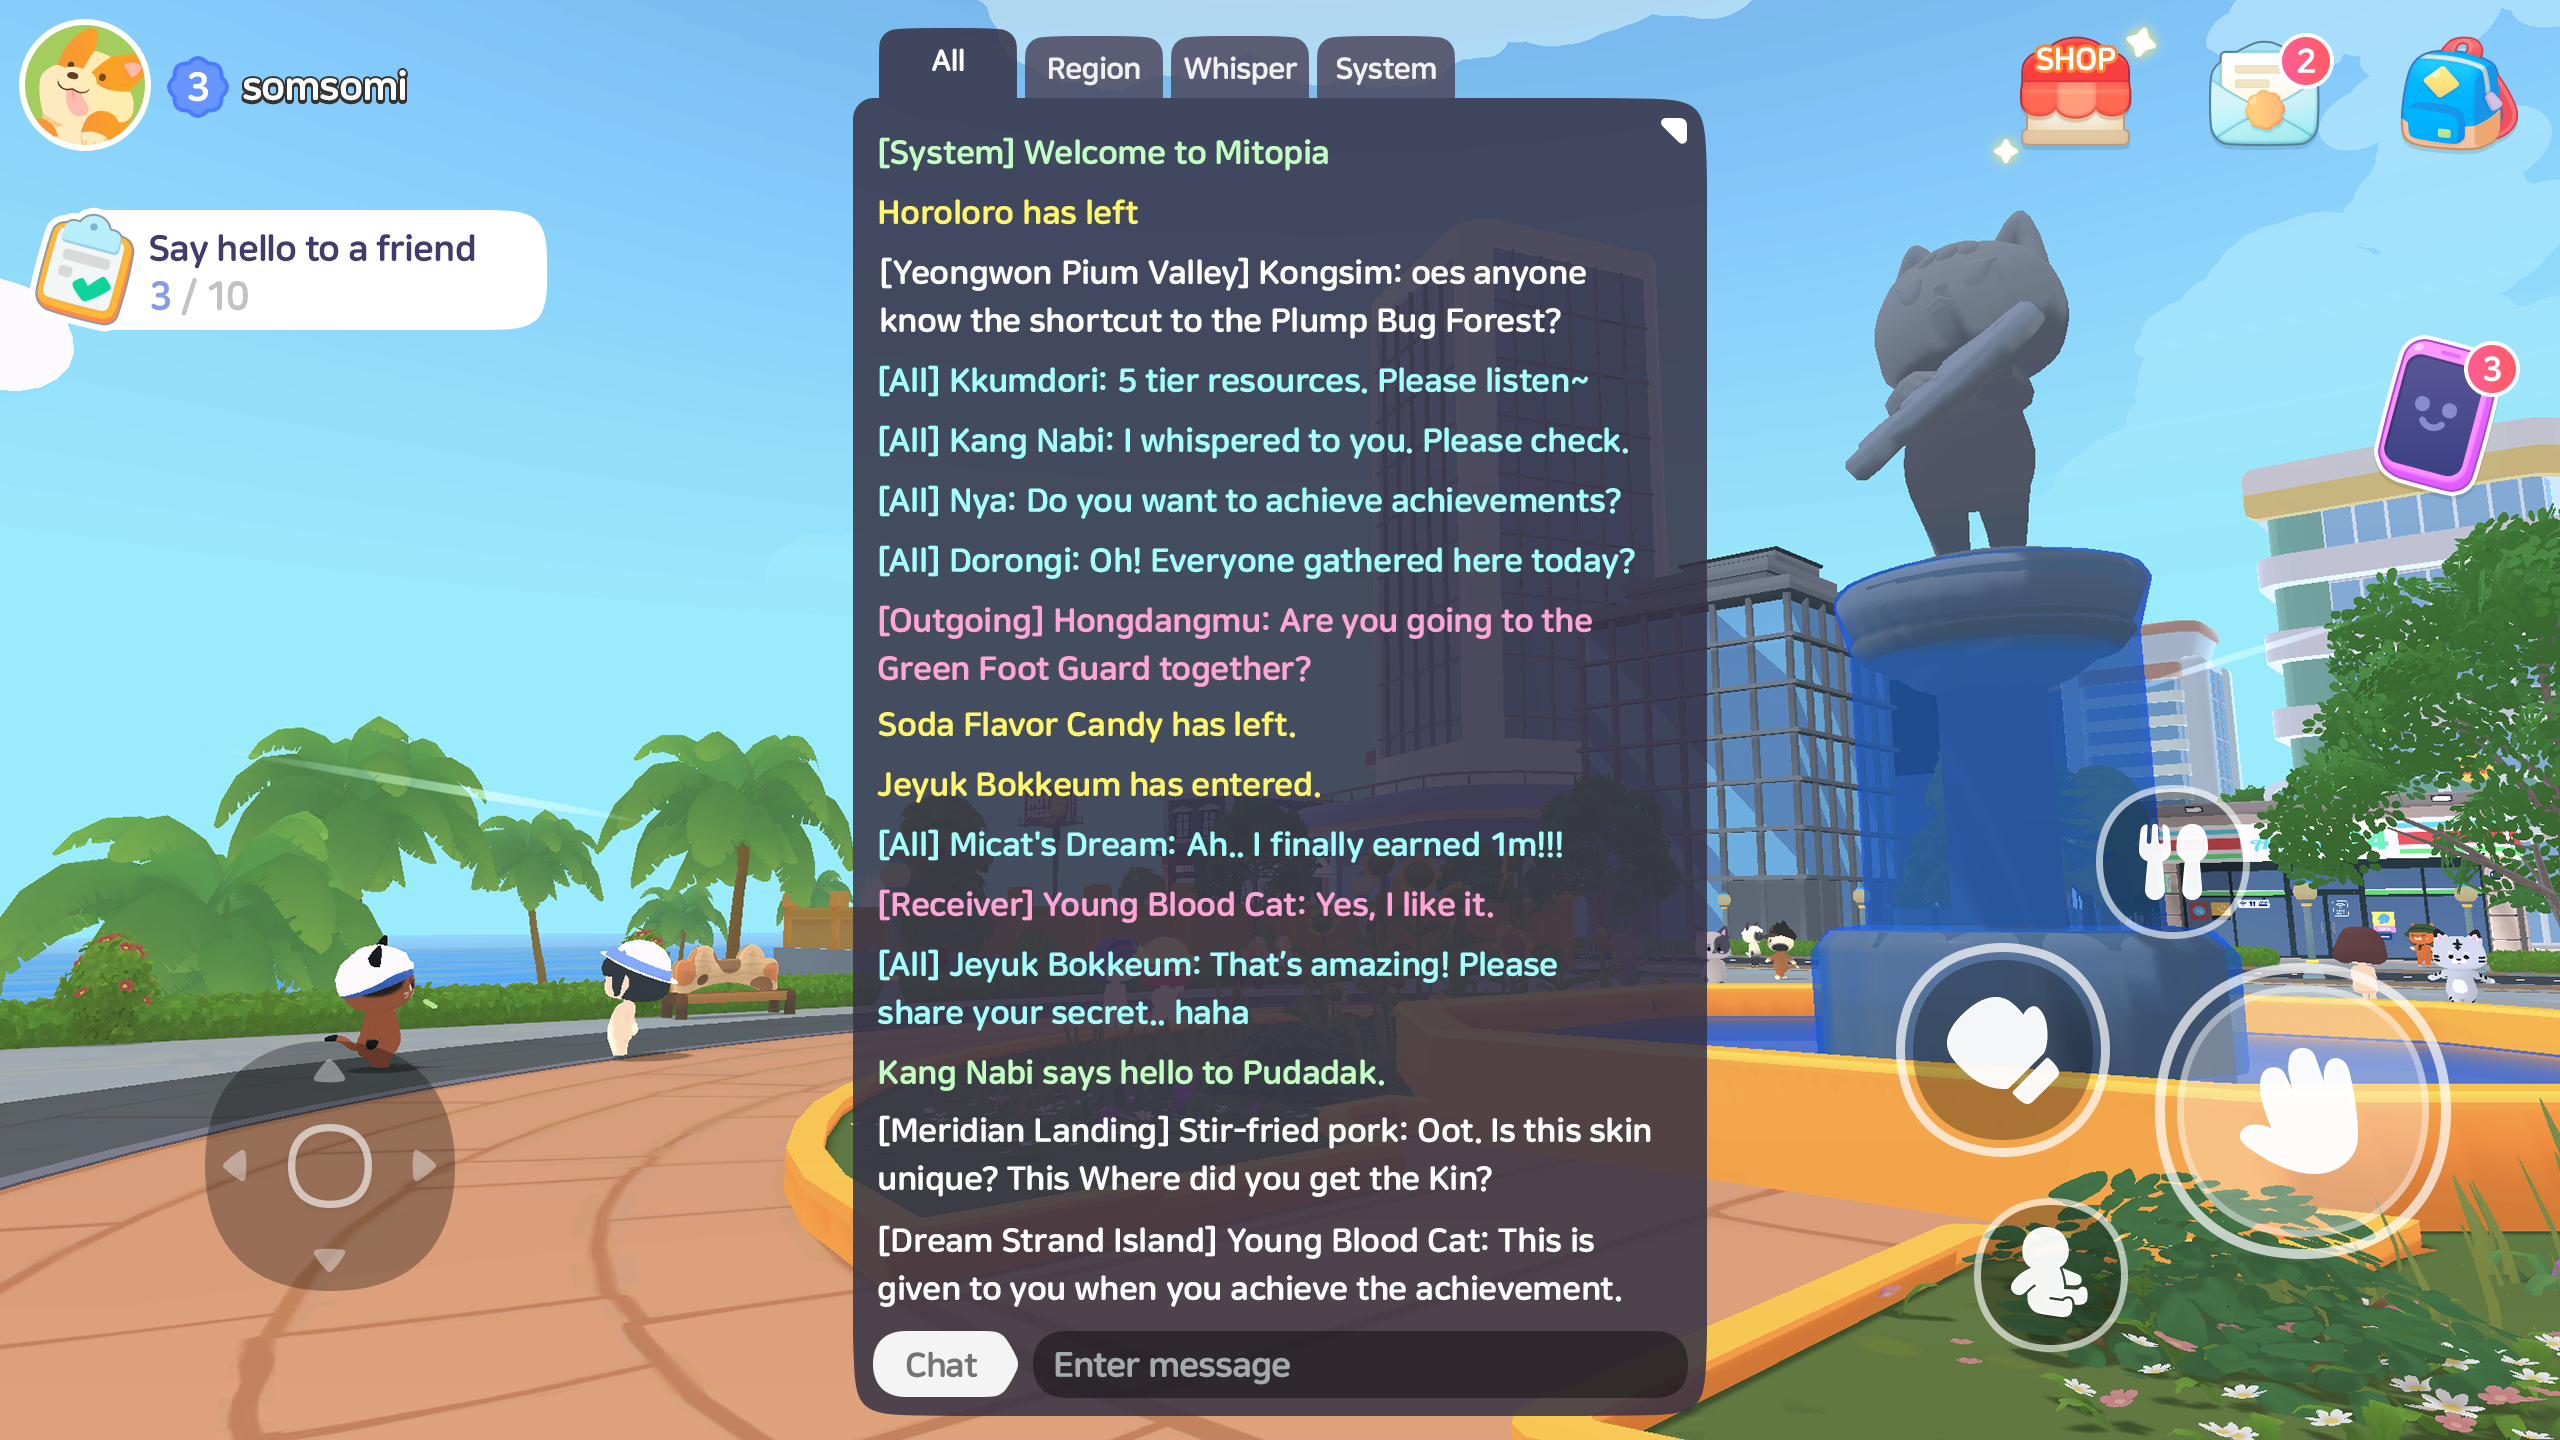 3 somsomi
Say hello to a friend
3 / 10
All
Region
Whisper
System
SHOP
2
3
[System] Welcome to Mitopia
Horoloro has left
[Yeongwon Pium Valley] Kongsim: oes anyone
know the shortcut to the Plump Bug Forest?
[All] Kkumdori: 5 tier resources. Please listen~
[All] Kang Nabi: I whispered to you. Please check.
[All] Nya: Do you want to achieve achievements?
[All] Dorongi: Oh! Everyone gathered here today?
[Outgoing] Hongdangmu: Are you going to the
Green Foot Guard together?
Soda Flavor Candy has left.
Jeyuk Bokkeum has entered.
[All] Micat's Dream: Ah.. I finally earned 1m!!!
[Receiver] Young Blood Cat: Yes, I like it.
[All] Jeyuk Bokkeum: That's amazing! Please
share your secret.. haha
Kang Nabi says hello to Pudadak.
[Meridian Landing] Stir-fried pork: Oot. Is this skin
unique? This Where did you get the Kin?
[Dream Strand Island] Young Blood Cat: This is
given to you when you achieve the achievement.
Chat
Enter message